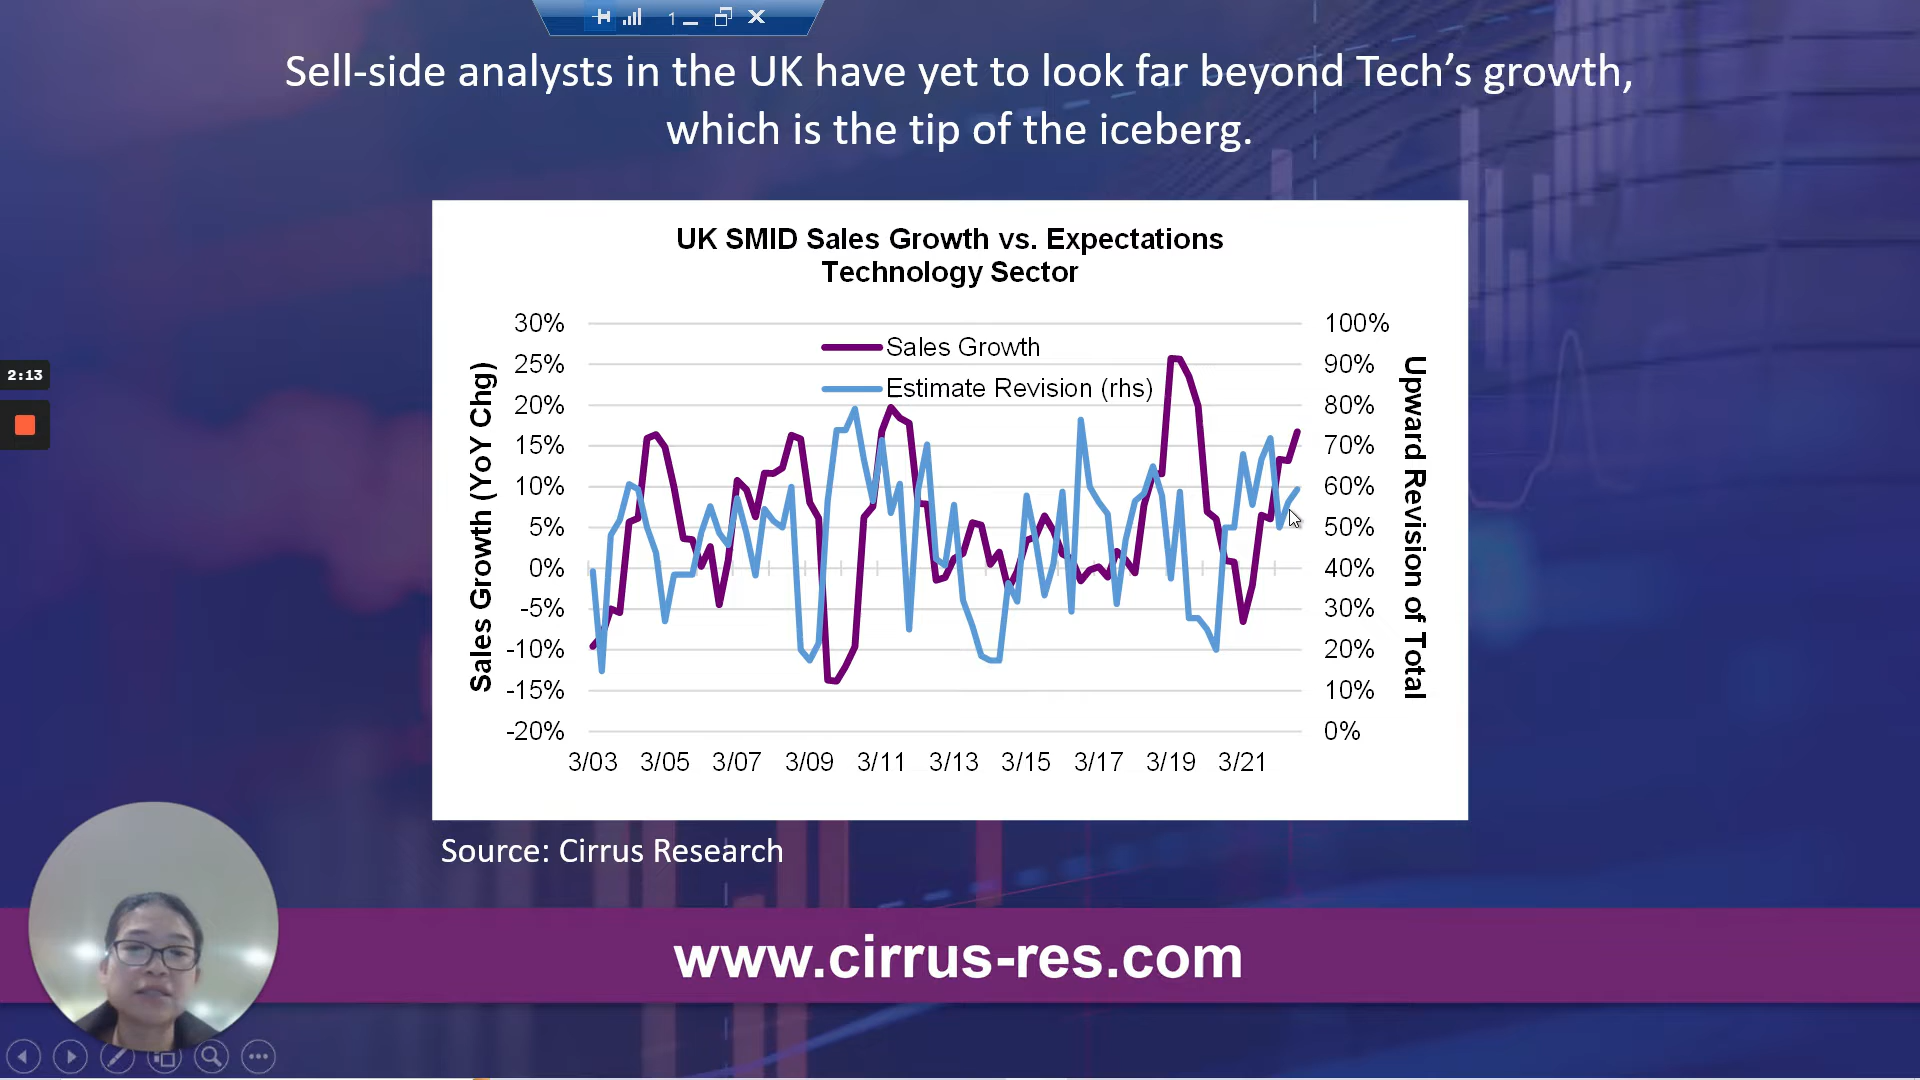 1
Sell-side analysts in the UK have yet to look far beyond Tech’s growth,
which is the tip of the iceberg.
UK SMID Sales Growth vs. Expectations
Technology Sector
Sales Growth (YoY Chg)
30%
25%
20%
15%
10%
5%
0%
-5%
-10%
-15%
-20%
Sales Growth
Estimate Revision (rhs)
100%
90%
80%
70%
60%
50%
40%
30%
20%
10%
0%
Upward Revision of Total
3/03 3/05 3/07 3/09 3/11 3/13 3/15 3/17 3/19 3/21
2:13
Source: Cirrus Research
www.cirrus-res.com